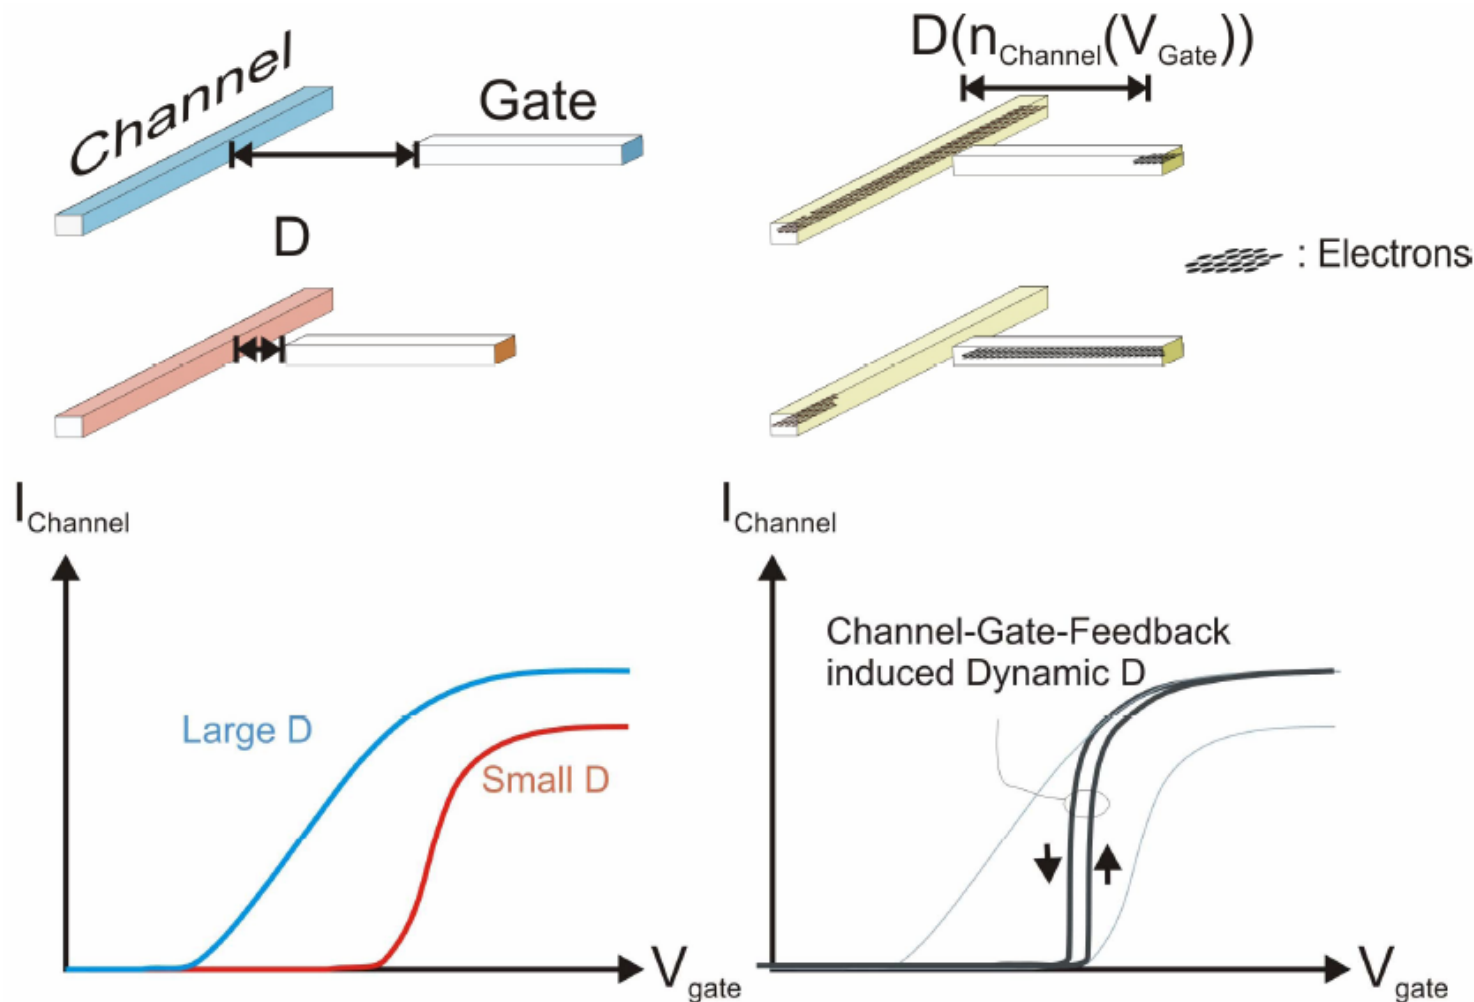 Channel
Gate
D
D(nChannel(VGate))
: Electrons
IChannel
Large D
Small D
Vgate
IChannel
Channel-Gate-Feedback
induced Dynamic D
Vgate